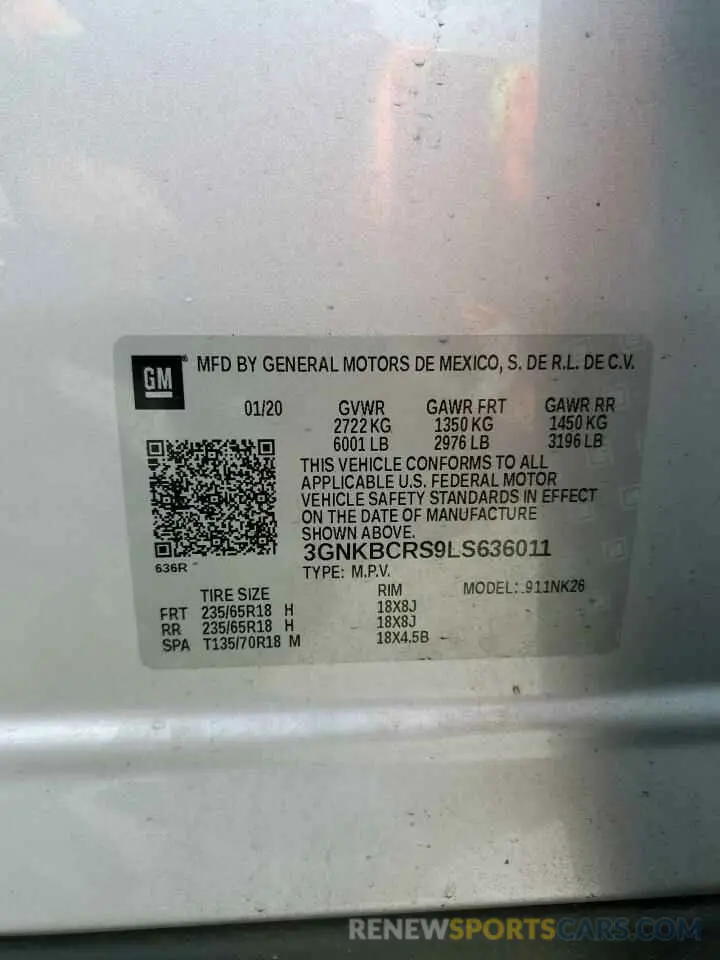 GM
MFD BY GENERAL MOTORS DE MEXICO, S. DE R.L. DE C.V.
01/20 GVWR GAWR FRT GAWR RR
2722 KG 1350 KG 1450 KG
6001 LB 2976 LB 3196 LB
THIS VEHICLE CONFORMS TO ALL
APPLICABLE U.S. FEDERAL MOTOR
VEHICLE SAFETY STANDARDS IN EFFECT
ON THE DATE OF MANUFACTURE
SHOWN ABOVE.
3GNKBCRS9LS636011
636R TYPE: M.P.V.
TIRE SIZE RIM MODEL: 911NK26
FRT 235/65R18 H 18X8J
RR 235/65R18 H 18X8J
SPA T135/70R18 M 18X4.5B
RENEWSPORTSCARS.COM